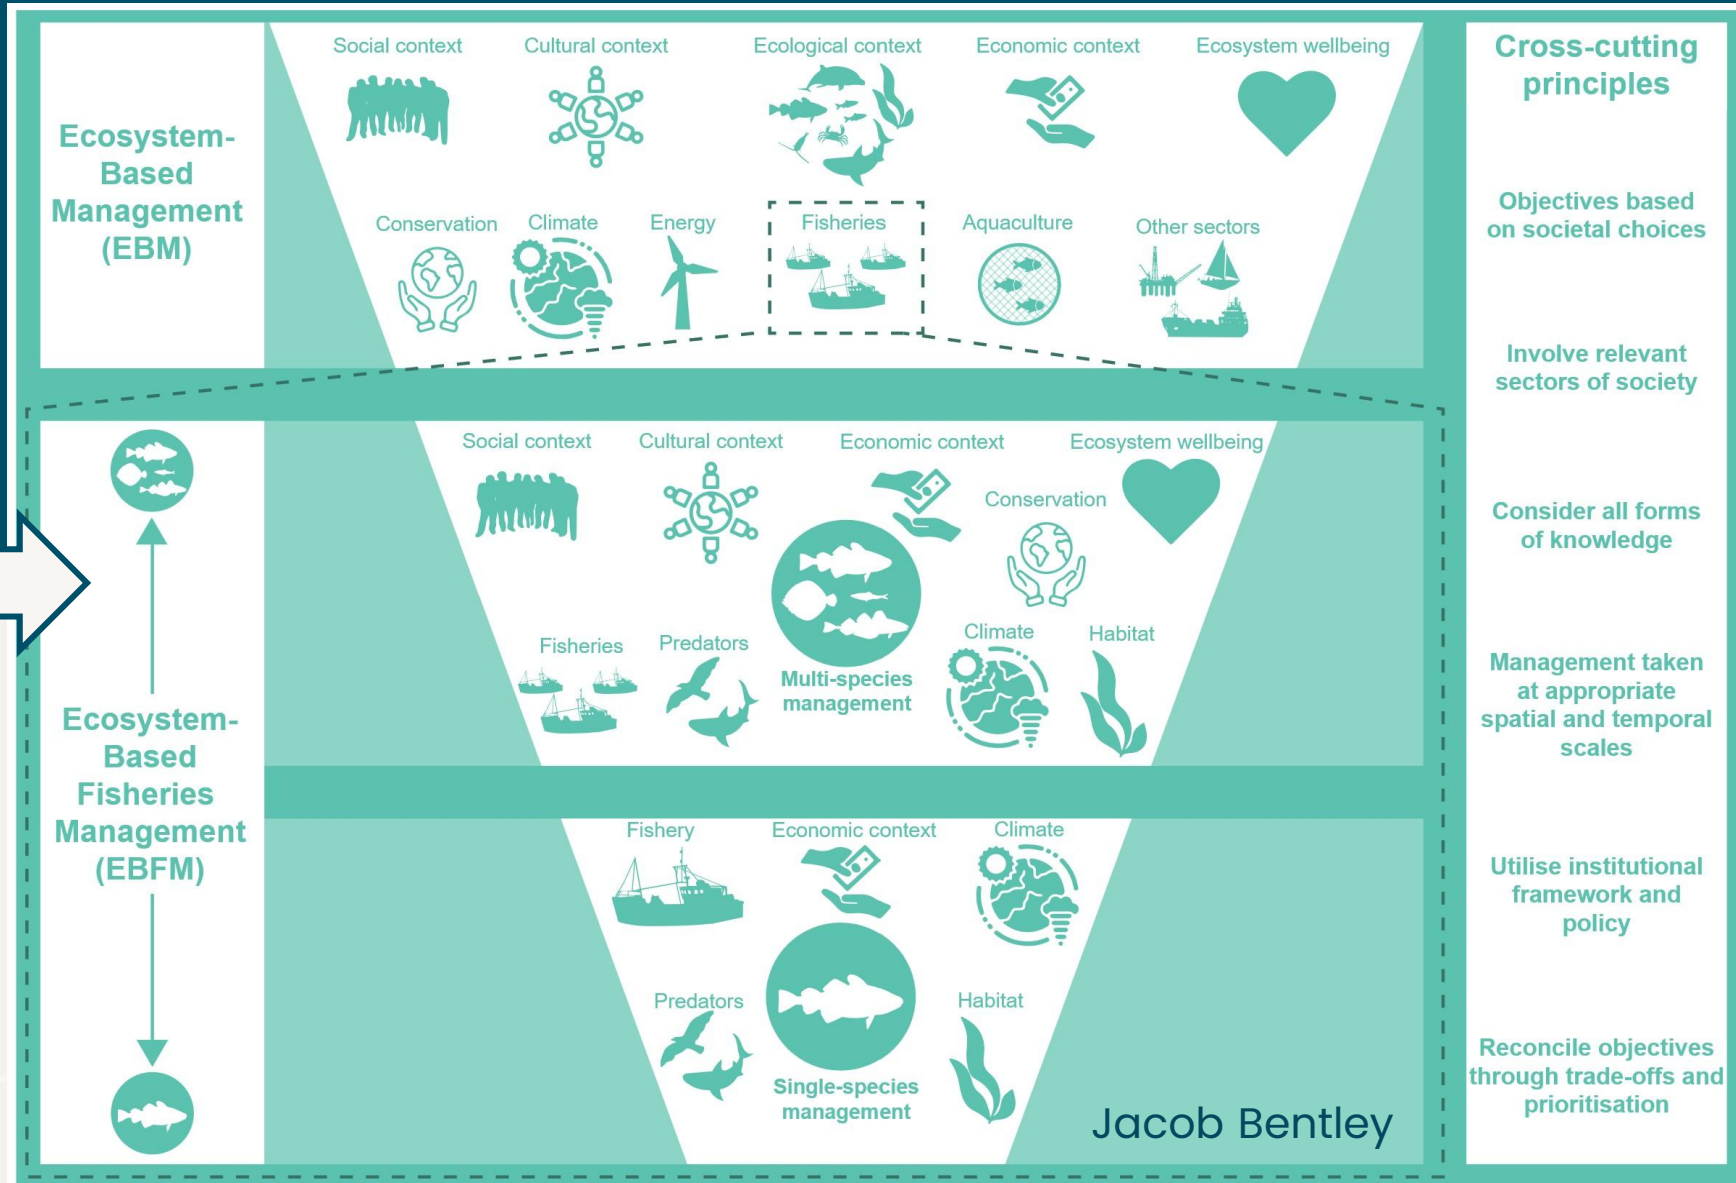 Social context
Cultural context
Ecological context
Economic context
Ecosystem wellbeing
Ecosystem-
Based
Management
(EBM)
Conservation
Climate
Energy
Fisheries
Aquaculture
Other sectors
Social context
Cultural context
Economic context
Ecosystem wellbeing
Conservation
Fisheries
Predators
Climate
Habitat
Multi-species
management
Ecosystem-
Based
Fisheries
Management
(EBFM)
Fishery
Economic context
Climate
Predators
Habitat
Single-species
management
Jacob Bentley
Cross-cutting
principles
Objectives based
on societal choices
Involve relevant
sectors of society
Consider all forms
of knowledge
Management taken
at appropriate
spatial and temporal
scales
Utilise institutional
framework and
policy
Reconcile objectives
through trade-offs and
prioritisation